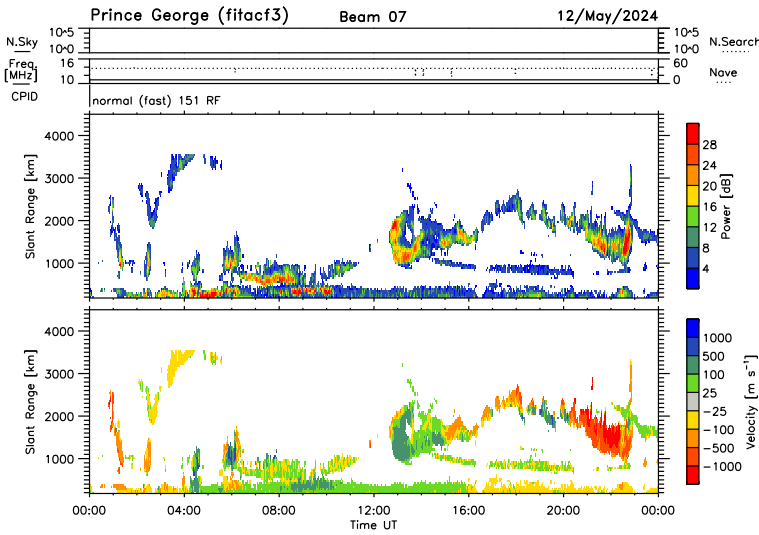 Prince George (fitacf3) Beam 07 12/May/2024
N.Sky 10^5 10^5 N.Search
10^0 10^0
Freq. 16 60
[MHz] 10 0 Nave
CPID normal (fast) 151 RF
Slant Range [km]
4000
3000
2000
1000
28
24
20
16
12
8
4
Power [dB]
Slant Range [km]
4000
3000
2000
1000
1000
500
100
25
-25
-100
-500
-1000
Velocity [m s^-1]
00:00 04:00 08:00 12:00 16:00 20:00 00:00
Time UT